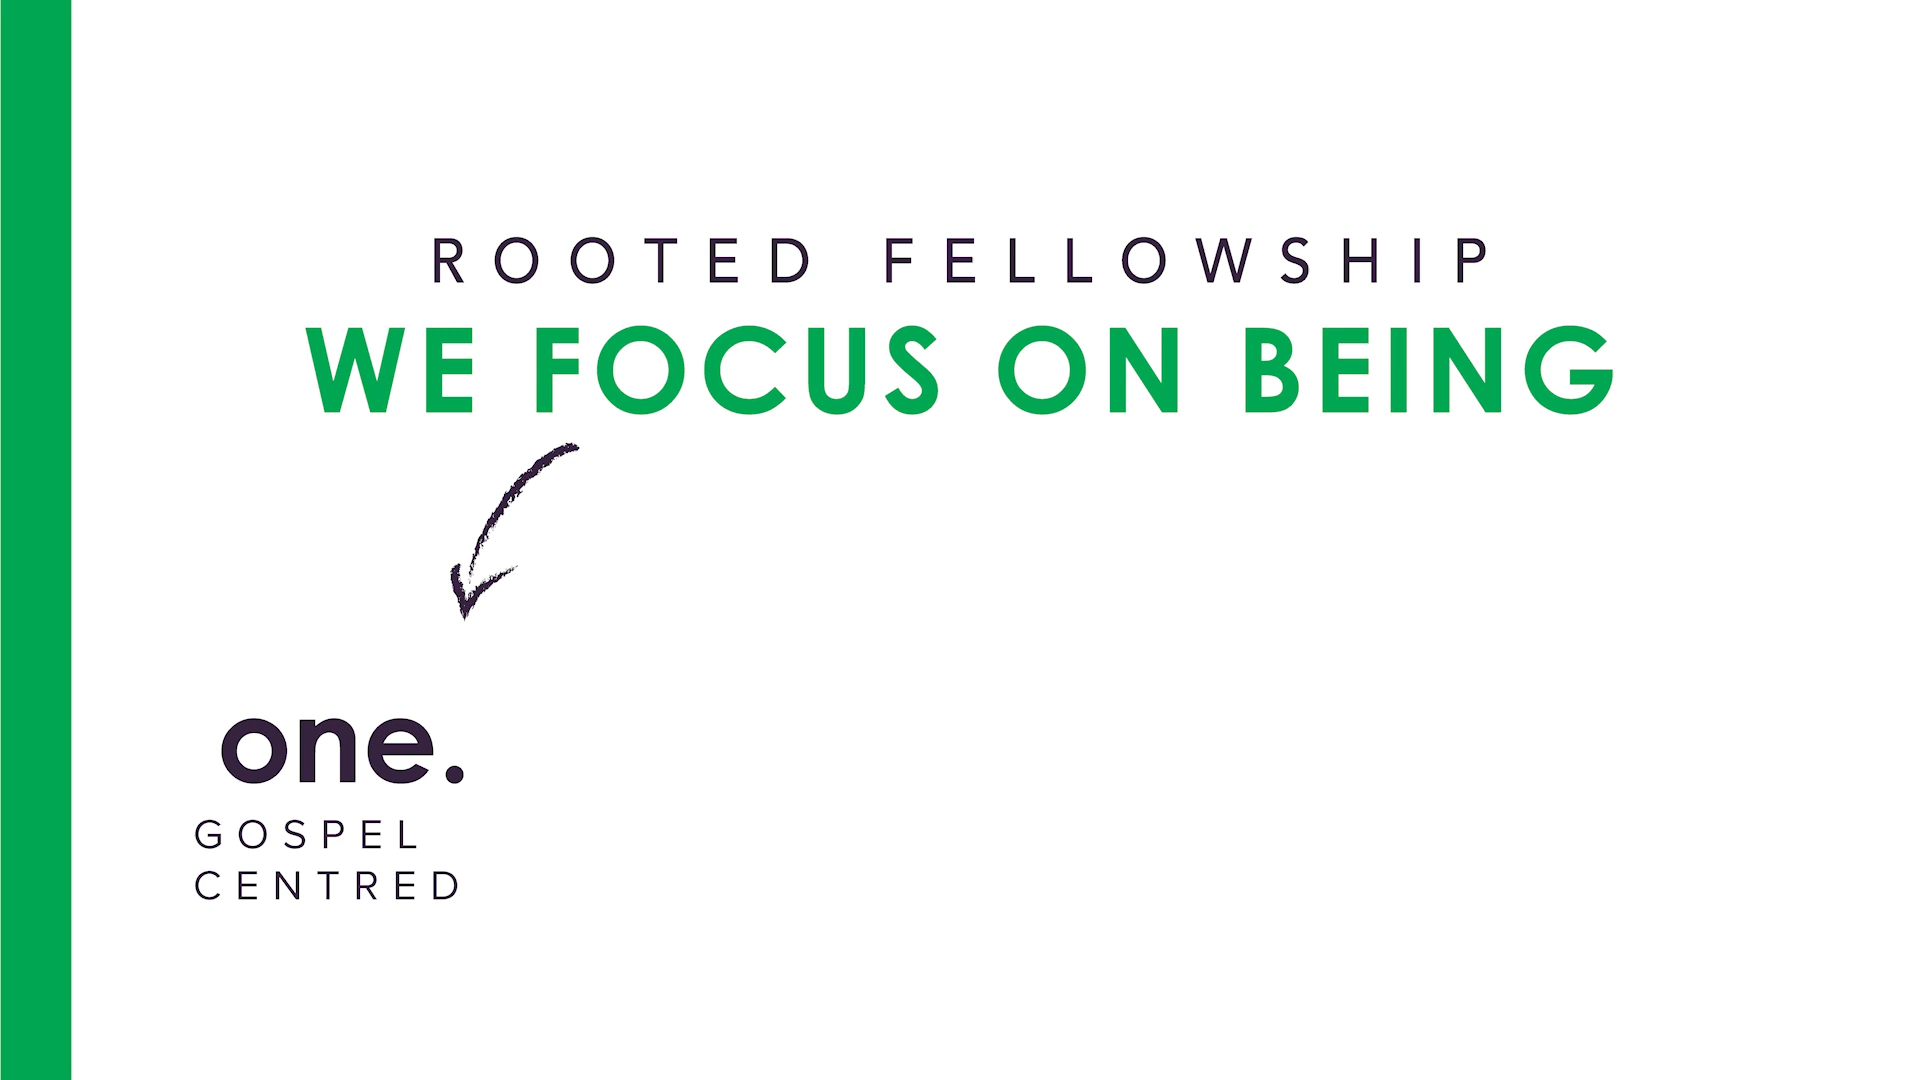 ROOTED FELLOWSHIP
WE FOCUS ON BEING
one.
GOSPEL
CENTRED